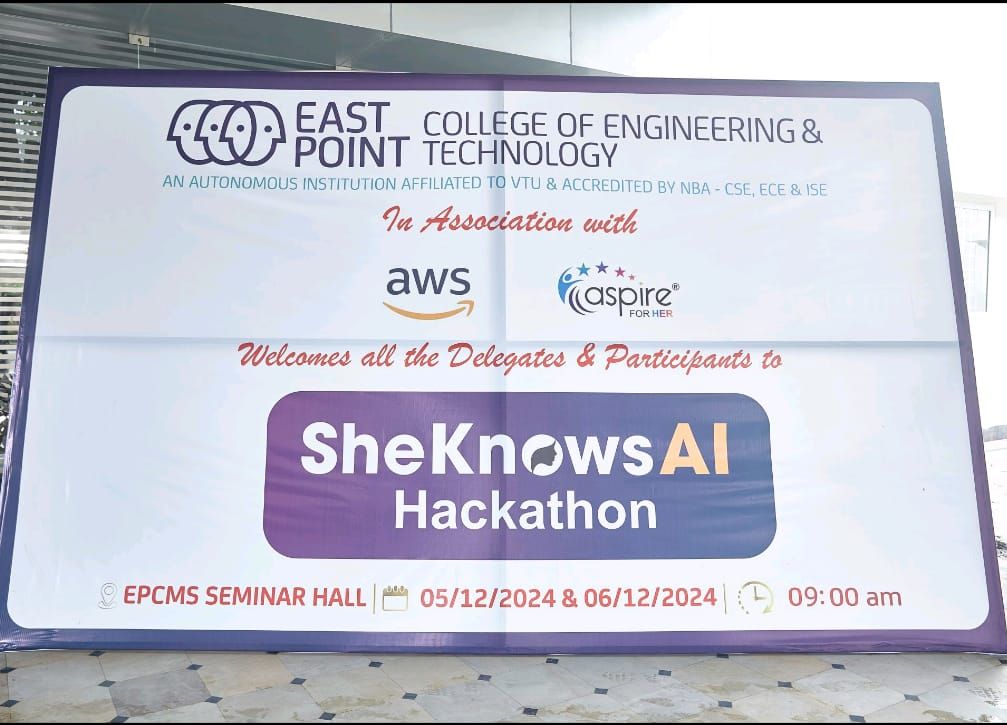 EAST POINT COLLEGE OF ENGINEERING & TECHNOLOGY
AN AUTONOMOUS INSTITUTION AFFILIATED TO VTU & ACCREDITED BY NBA - CSE, ECE & ISE
In Association with
aws
aspire®
FOR HER
Welcomes all the Delegates & Participants to
SheKnowsAI
Hackathon
EPCMS SEMINAR HALL | 05/12/2024 & 06/12/2024 | 09:00 am